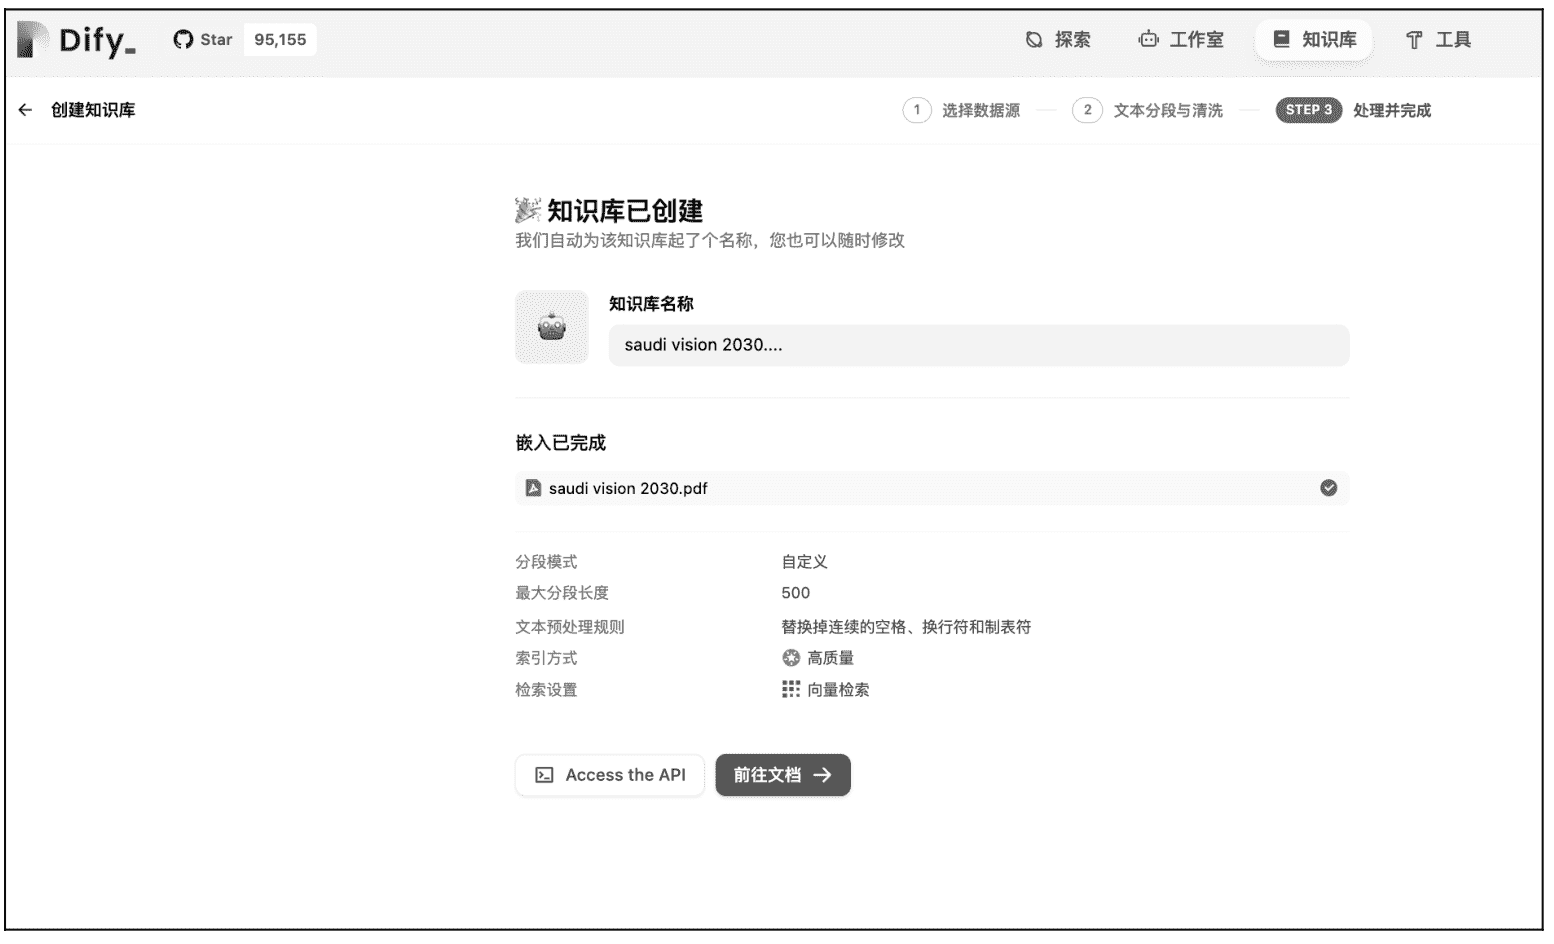 Dify_ Star 95,155 探索 工作室 知识库 工具
创建知识库 1 选择数据源 2 文本分段与清洗 STEP 3 处理并完成
知识库已创建
我们自动为该知识库起了个名称，您也可以随时修改
知识库名称
saudi vision 2030....
嵌入已完成
saudi vision 2030.pdf
分段模式 自定义
最大分段长度 500
文本预处理规则 替换掉连续的空格、换行符和制表符
索引方式 高质量
检索设置 向量检索
Access the API 前往文档